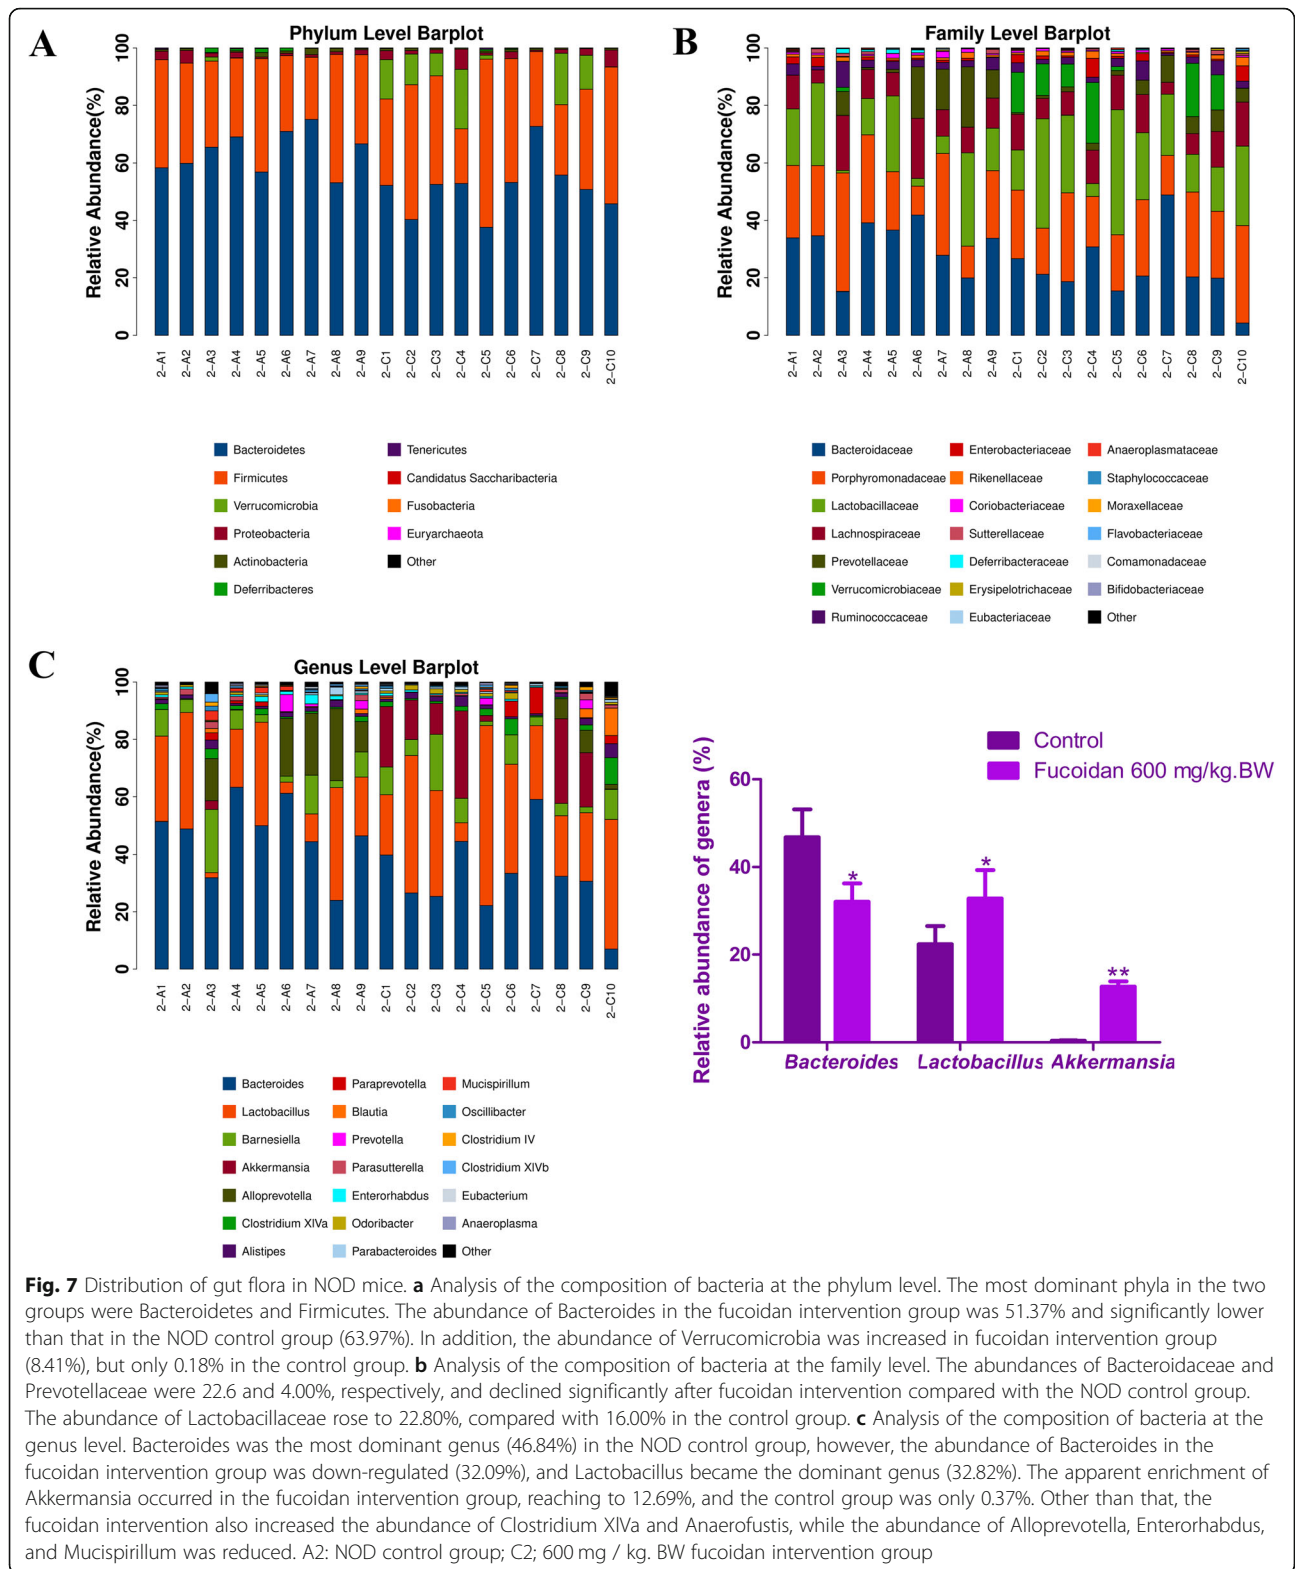 A
Phylum Level Barplot
Relative Abundance(%)
100
80
60
40
20
0
2-A1 2-A2 2-A3 2-A4 2-A5 2-A6 2-A7 2-A8 2-A9 2-C1 2-C2 2-C3 2-C4 2-C5 2-C6 2-C7 2-C8 2-C9 2-C10
Bacteroidetes
Firmicutes
Verrucomicrobia
Proteobacteria
Actinobacteria
Deferribacteres
Tenericutes
Candidatus Saccharibacteria
Fusobacteria
Euryarchaeota
Other
B
Family Level Barplot
Relative Abundance(%)
100
80
60
40
20
0
2-A1 2-A2 2-A3 2-A4 2-A5 2-A6 2-A7 2-A8 2-A9 2-C1 2-C2 2-C3 2-C4 2-C5 2-C6 2-C7 2-C8 2-C9 2-C10
Bacteroidaceae
Porphyromonadaceae
Lactobacillaceae
Lachnospiraceae
Prevotellaceae
Verrucomicrobiaceae
Ruminococcaceae
Enterobacteriaceae
Rikenellaceae
Coriobacteriaceae
Sutterellaceae
Deferribacteraceae
Erysipelotrichaceae
Eubacteriaceae
Anaeroplasmataceae
Staphylococcaceae
Moraxellaceae
Flavobacteriaceae
Comamonadaceae
Bifidobacteriaceae
Other
C
Genus Level Barplot
Relative Abundance(%)
100
80
60
40
20
0
2-A1 2-A2 2-A3 2-A4 2-A5 2-A6 2-A7 2-A8 2-A9 2-C1 2-C2 2-C3 2-C4 2-C5 2-C6 2-C7 2-C8 2-C9 2-C10
Bacteroides
Lactobacillus
Barnesiella
Akkermansia
Alloprevotella
Clostridium XlVa
Alistipes
Paraprevotella
Blautia
Prevotella
Parasutterella
Enterorhabdus
Odoribacter
Parabacteroides
Mucispirillum
Oscillibacter
Clostridium IV
Clostridium XlVb
Eubacterium
Anaeroplasma
Other
Control
Fucoidan 600 mg/kg.BW
Relative abundance of genera (%)
60
40
20
0
*
*
**
Bacteroides Lactobacillus Akkermansia
Fig. 7 Distribution of gut flora in NOD mice. a Analysis of the composition of bacteria at the phylum level. The most dominant phyla in the two
groups were Bacteroidetes and Firmicutes. The abundance of Bacteroides in the fucoidan intervention group was 51.37% and significantly lower
than that in the NOD control group (63.97%). In addition, the abundance of Verrucomicrobia was increased in fucoidan intervention group
(8.41%), but only 0.18% in the control group. b Analysis of the composition of bacteria at the family level. The abundances of Bacteroidaceae and
Prevotellaceae were 22.6 and 4.00%, respectively, and declined significantly after fucoidan intervention compared with the NOD control group.
The abundance of Lactobacillaceae rose to 22.80%, compared with 16.00% in the control group. c Analysis of the composition of bacteria at the
genus level. Bacteroides was the most dominant genus (46.84%) in the NOD control group, however, the abundance of Bacteroides in the
fucoidan intervention group was down-regulated (32.09%), and Lactobacillus became the dominant genus (32.82%). The apparent enrichment of
Akkermansia occurred in the fucoidan intervention group, reaching to 12.69%, and the control group was only 0.37%. Other than that, the
fucoidan intervention also increased the abundance of Clostridium XlVa and Anaerofustis, while the abundance of Alloprevotella, Enterorhabdus,
and Mucispirillum was reduced. A2: NOD control group; C2; 600 mg / kg. BW fucoidan intervention group